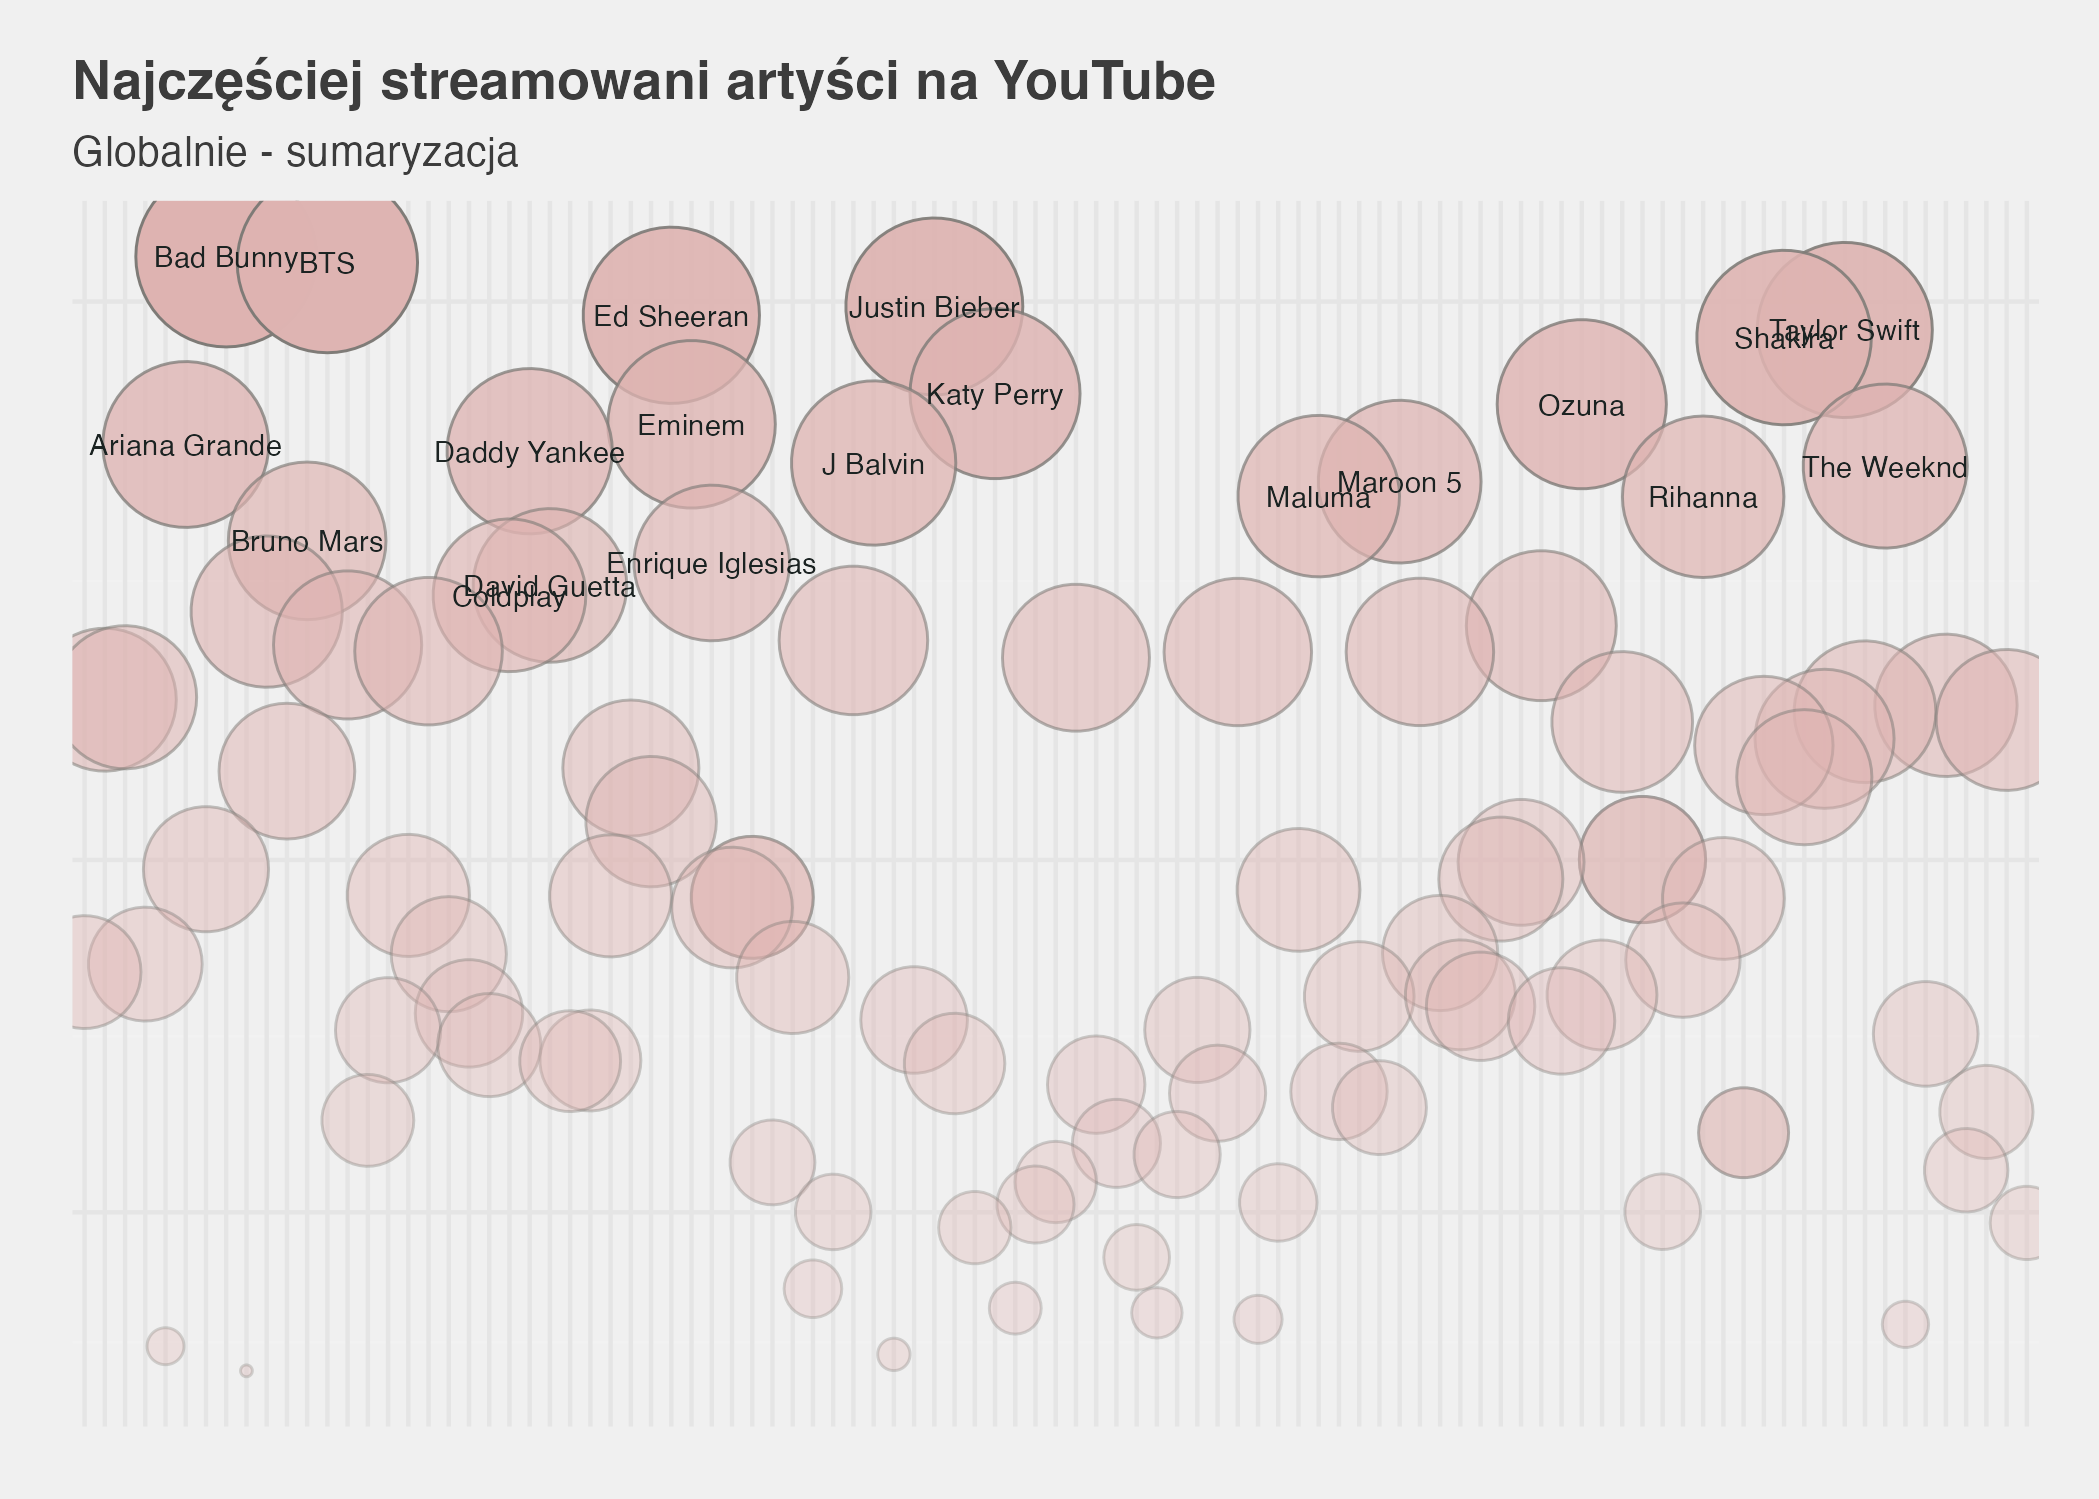 Najczęściej streamowani artyści na YouTube
Globalnie - sumaryzacja
Bad Bunny
BTS
Ed Sheeran
Justin Bieber
Taylor Swift
Shakira
Katy Perry
Ozuna
Eminem
Ariana Grande
Daddy Yankee
J Balvin
The Weeknd
Maroon 5
Maluma
Rihanna
Bruno Mars
Enrique Iglesias
David Guetta
Coldplay